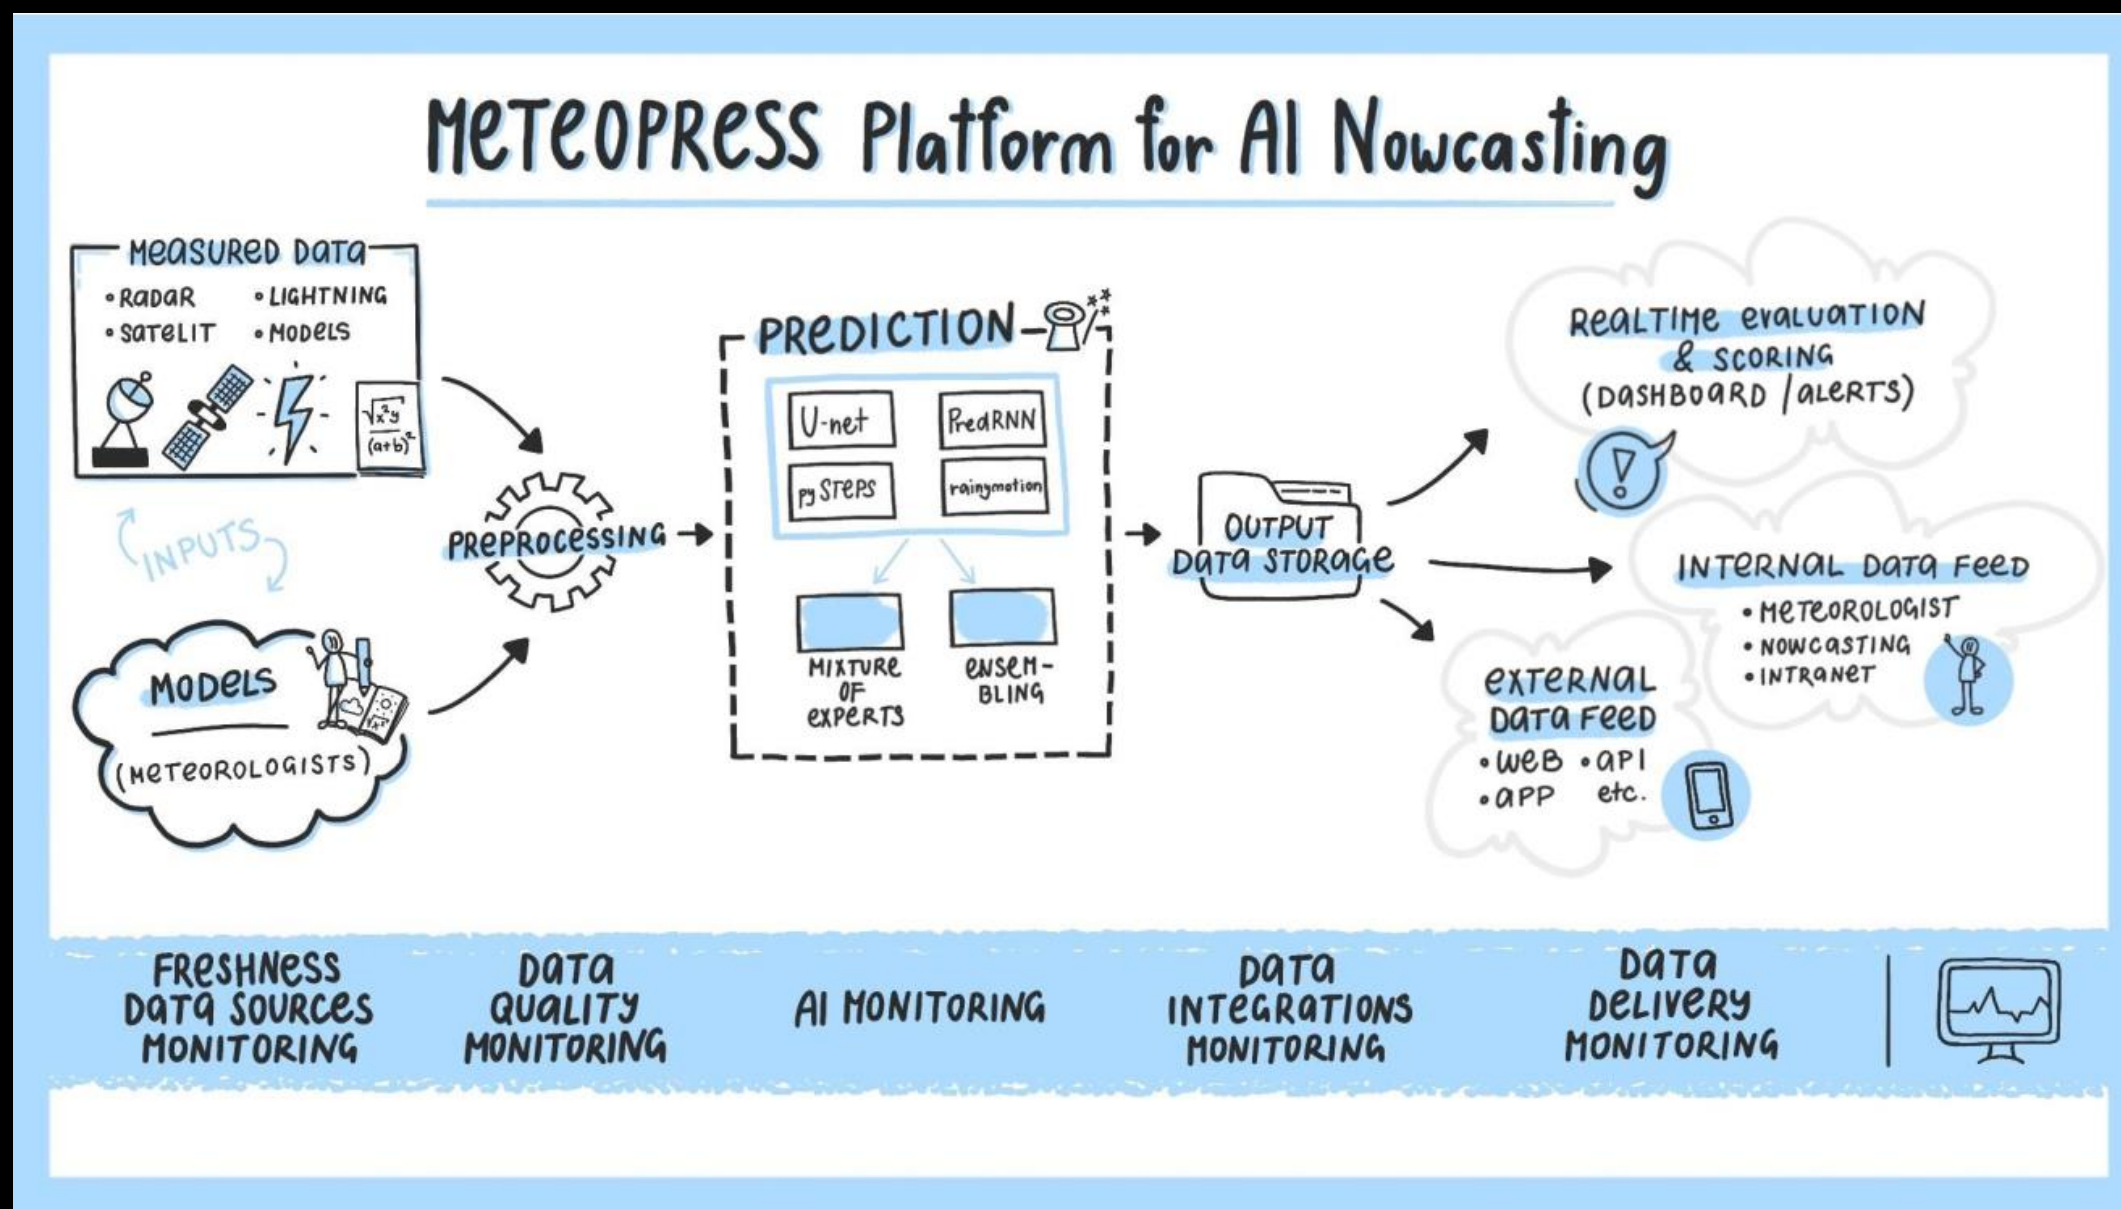 METEOPRESS Platform for AI Nowcasting
MEASURED DATA
• RADAR
• SATELIT
• LIGHTNING
• MODELS
√x²y
(a+b)²
INPUTS
MODELS
(METEOROLOGISTS)
PREPROCESSING
PREDICTION
U-net
PredRNN
pySTEPS
rainymotion
MIXTURE
OF
EXPERTS
ENSEM-
BLING
OUTPUT
DATA STORAGE
REALTIME EVALUATION
& SCORING
(DASHBOARD / ALERTS)
INTERNAL DATA FEED
• METEOROLOGIST
• NOWCASTING
• INTRANET
EXTERNAL
DATA FEED
• WEB • API
• APP etc.
FRESHNESS
DATA SOURCES
MONITORING
DATA
QUALITY
MONITORING
AI MONITORING
DATA
INTEGRATIONS
MONITORING
DATA
DELIVERY
MONITORING